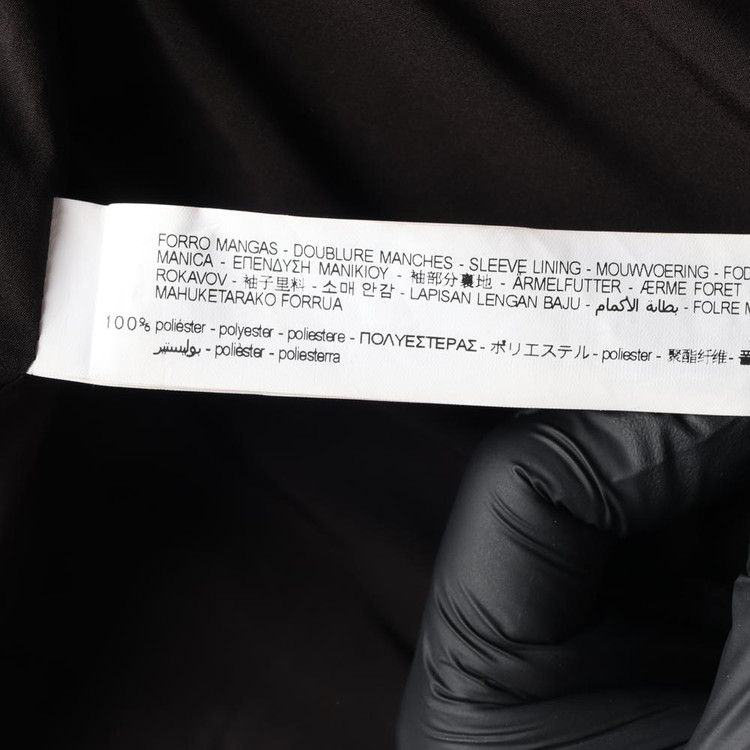 FORRO MANGAS - DOUBLURE MANCHES - SLEEVE LINING - MOUWVOERING - FOD
MANICA - ΕΠΕΝΔΥΣΗ ΜΑΝΙΚΙΟΥ - 袖部分裏地 - ÄRMELFUTTER - ÆRME FORET -
ROKAVOV - 袖子里料 - 소매 안감 - LAPISAN LENGAN BAJU - بطانة الأكمام - FOLRE M
MAHUKETARAKO FORRUA
100% poliéster - polyester - poliestere - ΠΟΛΥΕΣΤΕΡΑΣ - ポリエステル - poliester - 聚酯纤维 -
بوليستير - polièster - poliesterra